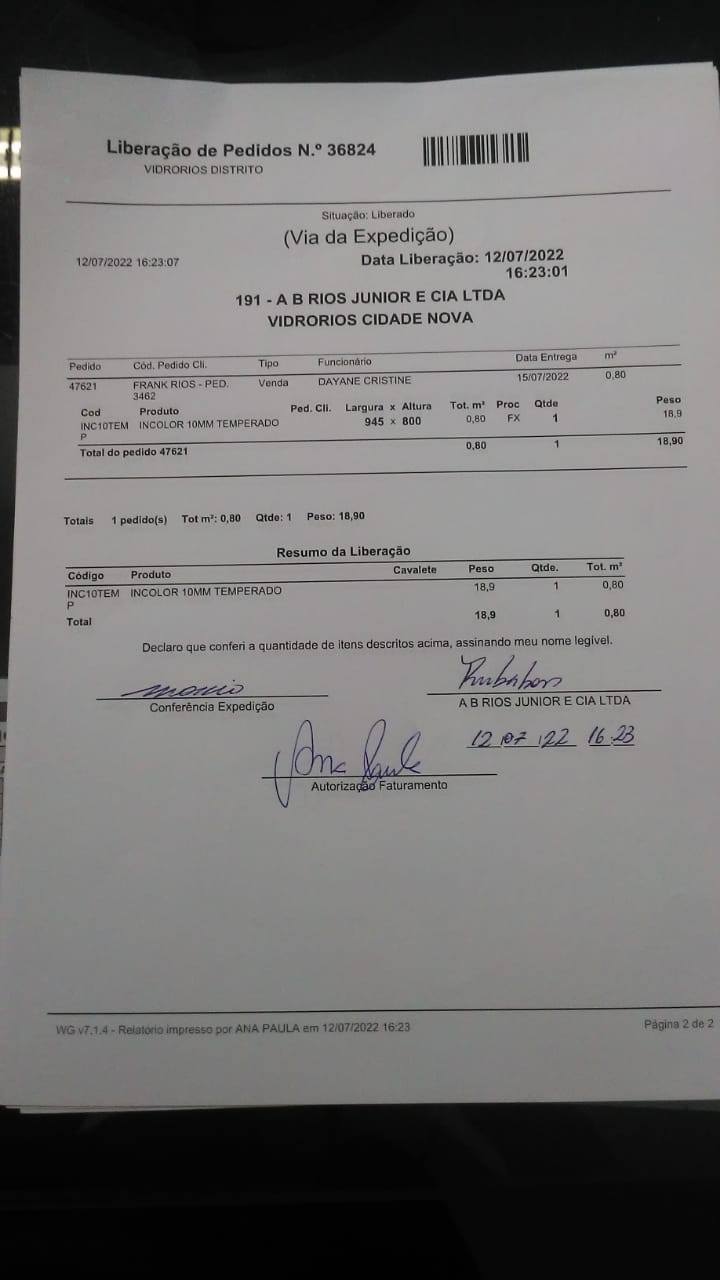 Liberação de Pedidos N.º 36824
VIDRORIOS DISTRITO
Situação: Liberado
(Via da Expedição)
12/07/2022 16:23:07
Data Liberação: 12/07/2022
16:23:01
191 - A B RIOS JUNIOR E CIA LTDA
VIDRORIOS CIDADE NOVA
Pedido Cód. Pedido Cli. Tipo Funcionário Data Entrega m²
47621 FRANK RIOS - PED. 3462 Venda DAYANE CRISTINE 15/07/2022 0,80
Cod Produto Ped. Cli. Largura x Altura Tot. m² Proc Qtde Peso
INC10TEMP INCOLOR 10MM TEMPERADO 945 x 800 0,80 FX 1 18,9
Total do pedido 47621 0,80 1 18,90
Totais 1 pedido(s) Tot m²: 0,80 Qtde: 1 Peso: 18,90
Resumo da Liberação
Código Produto Cavalete Peso Qtde. Tot. m²
INC10TEMP INCOLOR 10MM TEMPERADO 18,9 1 0,80
Total 18,9 1 0,80
Declaro que conferi a quantidade de itens descritos acima, assinando meu nome legivel.
Conferência Expedição
A B RIOS JUNIOR E CIA LTDA
12 07 22 16:23
Ana Paula
Autorização Faturamento
WG v7.1.4 - Relatório impresso por ANA PAULA em 12/07/2022 16:23
Página 2 de 2